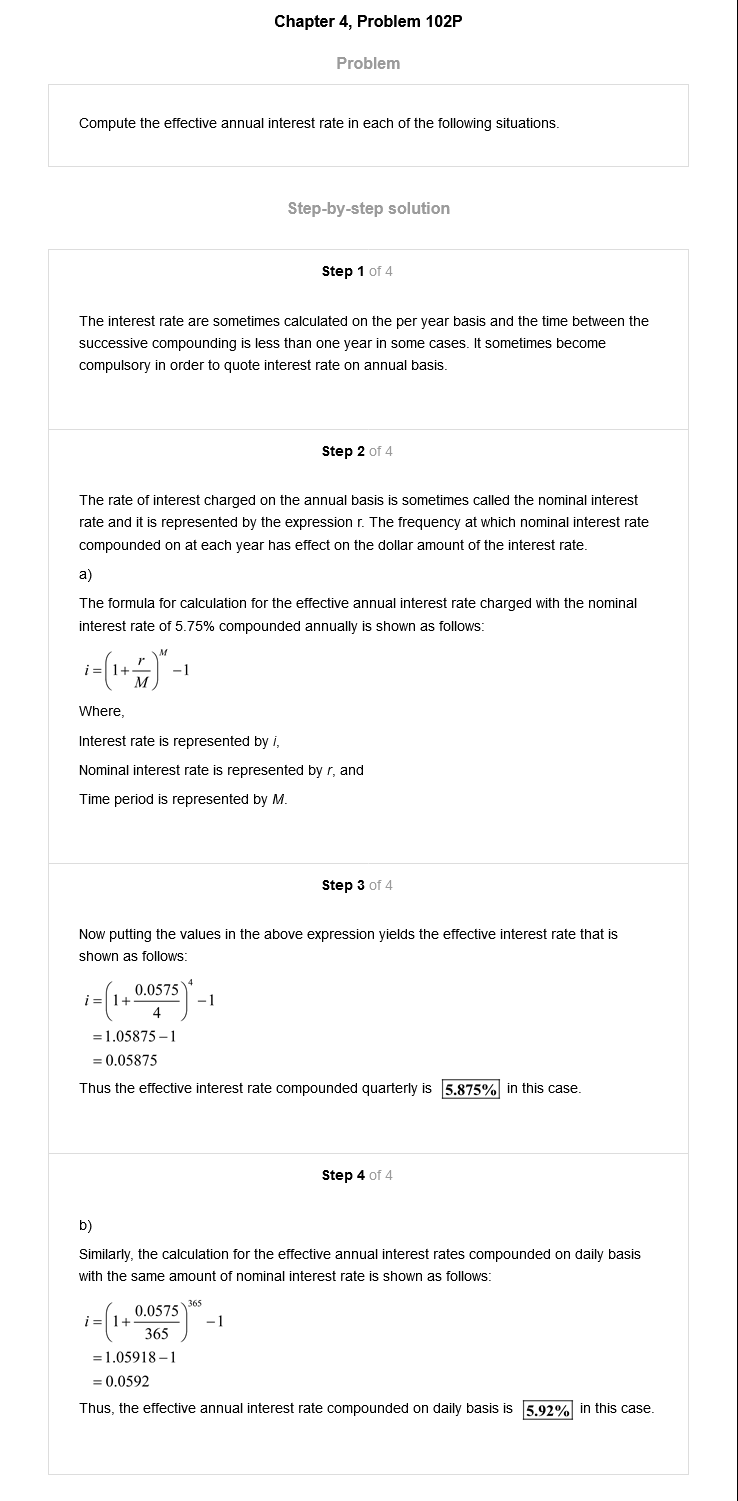 Chapter 4, Problem 102P
Problem
Compute the effective annual interest rate in each of the following situations.
Step-by-step solution
Step 1 of 4
The interest rate are sometimes calculated on the per year basis and the time between the
successive compounding is less than one year in some cases. It sometimes become
compulsory in order to quote interest rate on annual basis.
Step 2 of 4
The rate of interest charged on the annual basis is sometimes called the nominal interest
rate and it is represented by the expression r. The frequency at which nominal interest rate
compounded on at each year has effect on the dollar amount of the interest rate.
a)
The formula for calculation for the effective annual interest rate charged with the nominal
interest rate of 5.75% compounded annually is shown as follows:
i = (1 + r/M)^M − 1
Where,
Interest rate is represented by i,
Nominal interest rate is represented by r, and
Time period is represented by M.
Step 3 of 4
Now putting the values in the above expression yields the effective interest rate that is
shown as follows:
i = (1 + 0.0575/4)^4 − 1
= 1.05875 − 1
= 0.05875
Thus the effective interest rate compounded quarterly is 5.875% in this case.
Step 4 of 4
b)
Similarly, the calculation for the effective annual interest rates compounded on daily basis
with the same amount of nominal interest rate is shown as follows:
i = (1 + 0.0575/365)^365 − 1
= 1.05918 − 1
= 0.0592
Thus, the effective annual interest rate compounded on daily basis is 5.92% in this case.